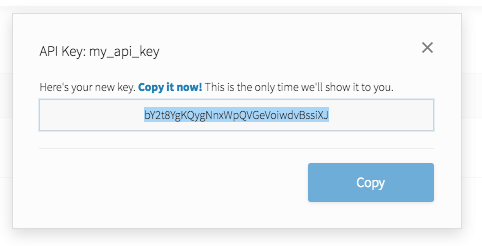 API Key: my_api_key
Here's your new key. Copy it now! This is the only time we'll show it to you.
bY2t8YgKQygNnxWpQVGeVoiwdvBssiXJ
Copy